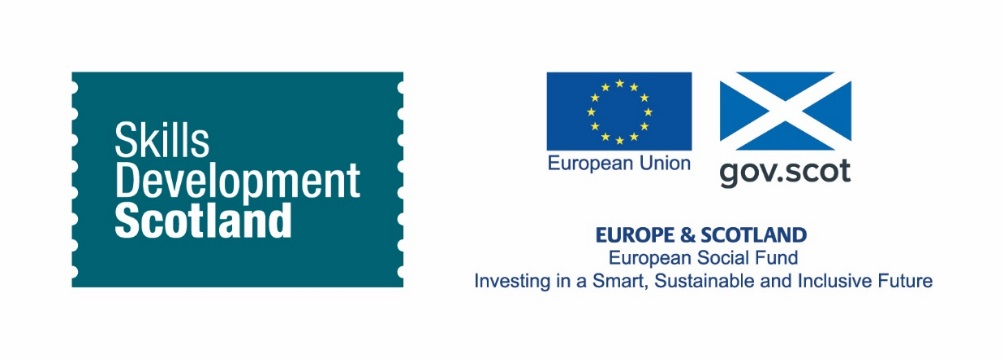 Skills
Development
Scotland
European Union
gov.scot
EUROPE & SCOTLAND
European Social Fund
Investing in a Smart, Sustainable and Inclusive Future